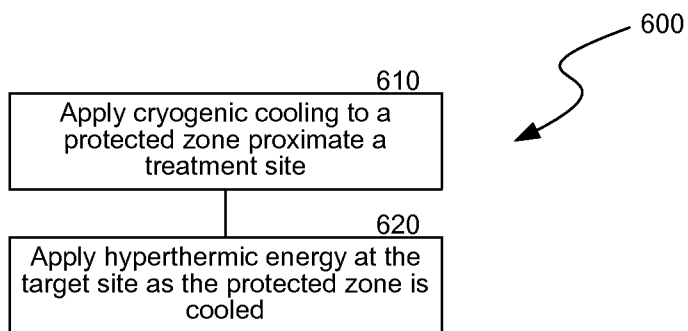 600
610
Apply cryogenic cooling to a
protected zone proximate a
treatment site
620
Apply hyperthermic energy at the
target site as the protected zone is
cooled